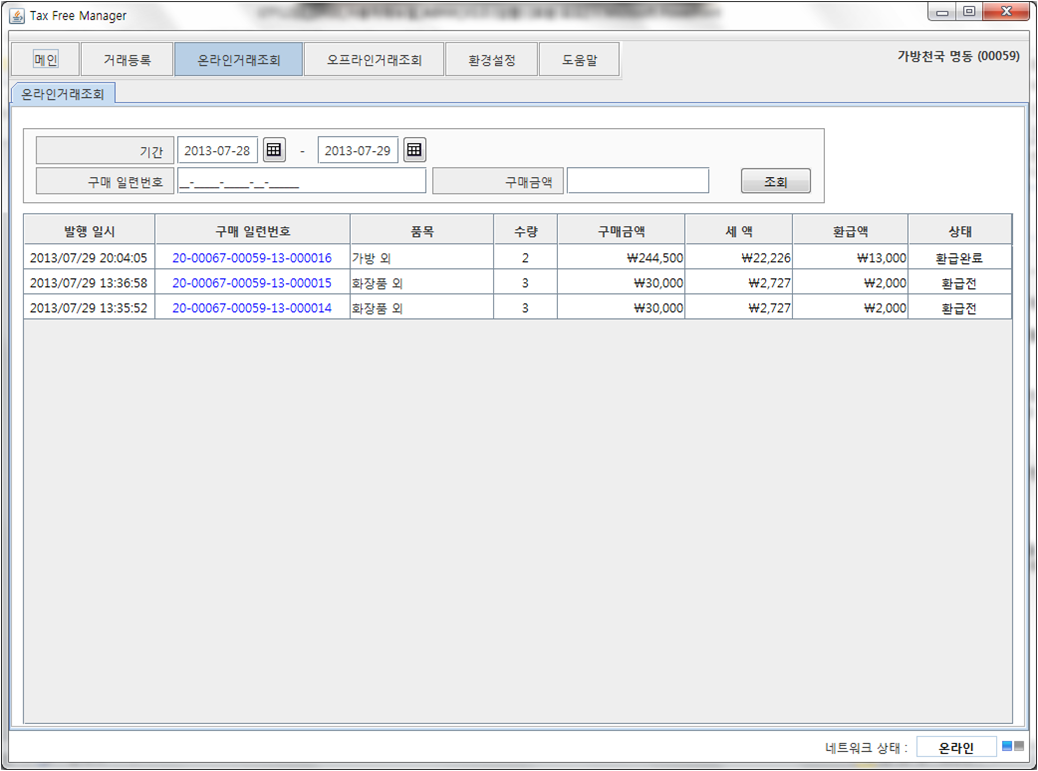 Tax Free Manager
메인 거래등록 온라인거래조회 오프라인거래조회 환경설정 도움말 가방천국 명동 (00059)
온라인거래조회
기간 2013-07-28 - 2013-07-29
구매 일련번호 __-_____-_____-__-______ 구매금액 조회
발행 일시 구매 일련번호 품목 수량 구매금액 세 액 환급액 상태
2013/07/29 20:04:05 20-00067-00059-13-000016 가방 외 2 ₩244,500 ₩22,226 ₩13,000 환급완료
2013/07/29 13:36:58 20-00067-00059-13-000015 화장품 외 3 ₩30,000 ₩2,727 ₩2,000 환급전
2013/07/29 13:35:52 20-00067-00059-13-000014 화장품 외 3 ₩30,000 ₩2,727 ₩2,000 환급전
네트워크 상태 : 온라인